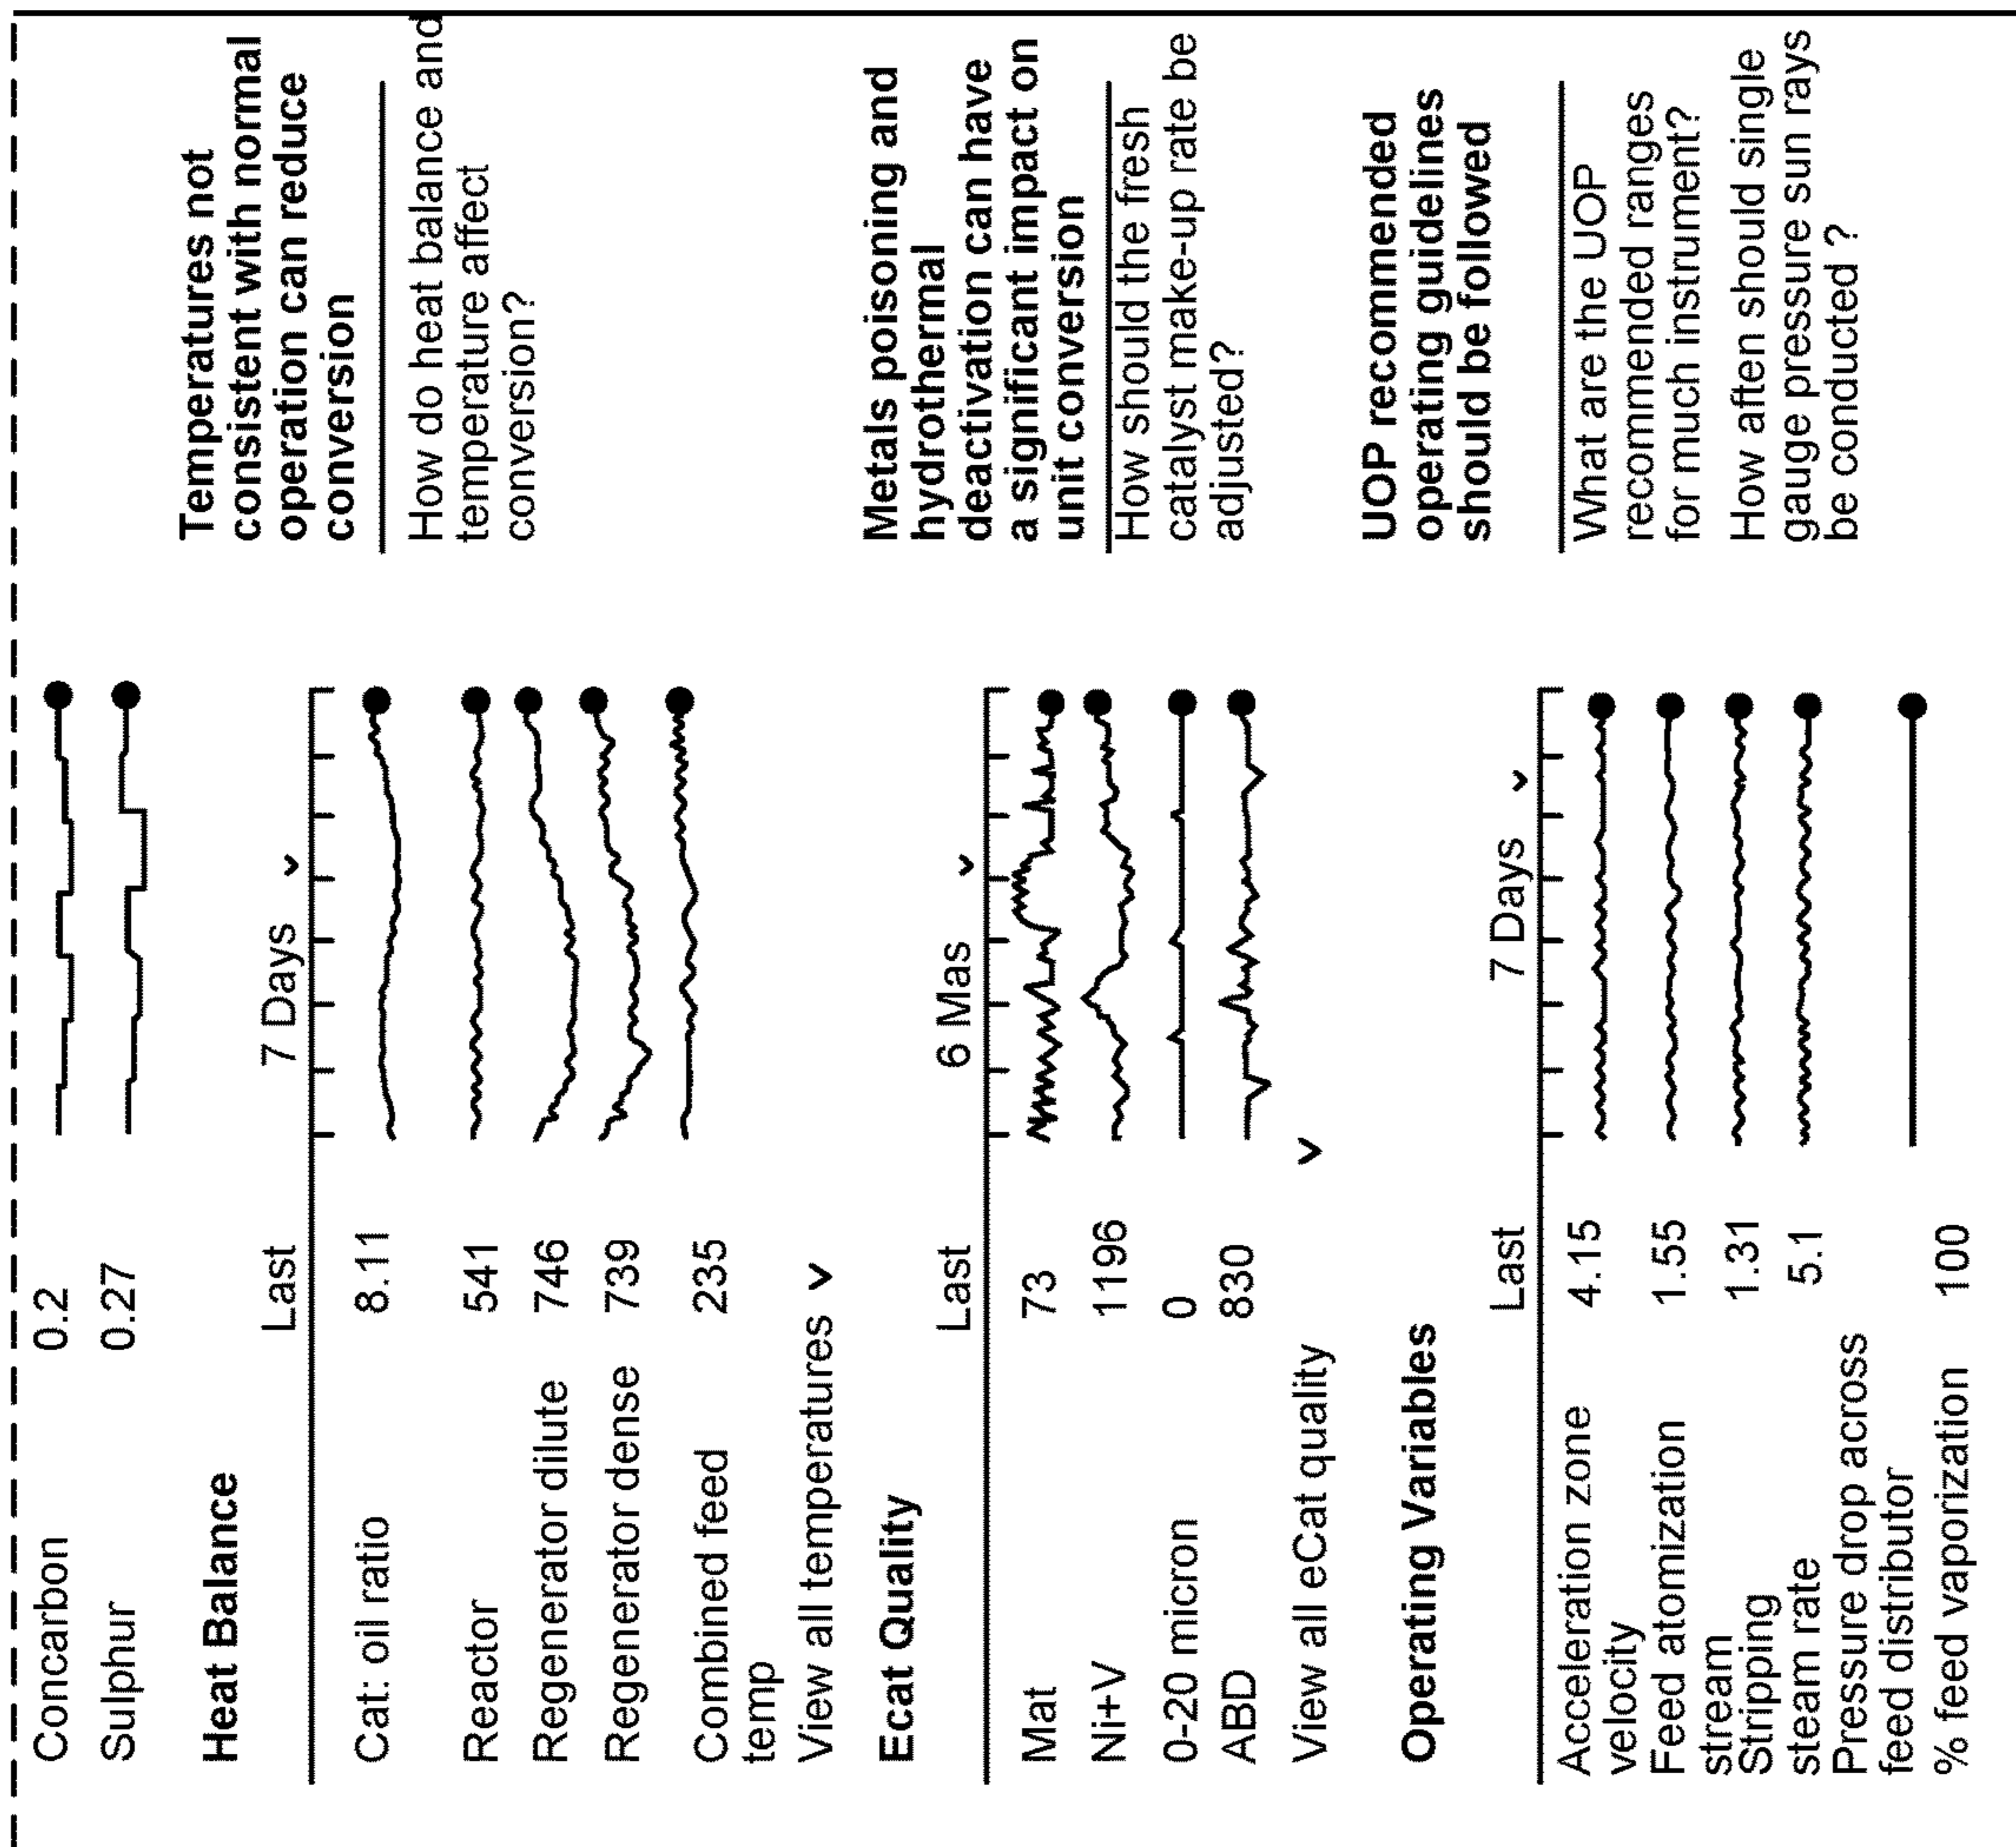 Concarbon 0.2
Sulphur 0.27
Heat Balance
Last 7 Days v
Cat: oil ratio 8.11
Reactor 541
Regenerator dilute 746
Regenerator dense 739
Combined feed 235
temp
View all temperatures v
Temperatures not
consistent with normal
operation can reduce
conversion
How do heat balance and
temperature affect
conversion?
Ecat Quality
Last 6 Mas v
Mat 73
Ni+V 1196
0-20 micron 0
ABD 830
View all eCat quality v
Metals poisoning and
hydrothermal
deactivation can have
a significant impact on
unit conversion
How should the fresh
catalyst make-up rate be
adjusted?
Operating Variables
Last 7 Days v
Acceleration zone 4.15
velocity
Feed atomization 1.55
stream
Stripping 1.31
steam rate 5.1
Pressure drop across
feed distributor
% feed vaporization 100
UOP recommended
operating guidelines
should be followed
What are the UOP
recommended ranges
for much instrument?
How aften should single
gauge pressure sun rays
be conducted ?